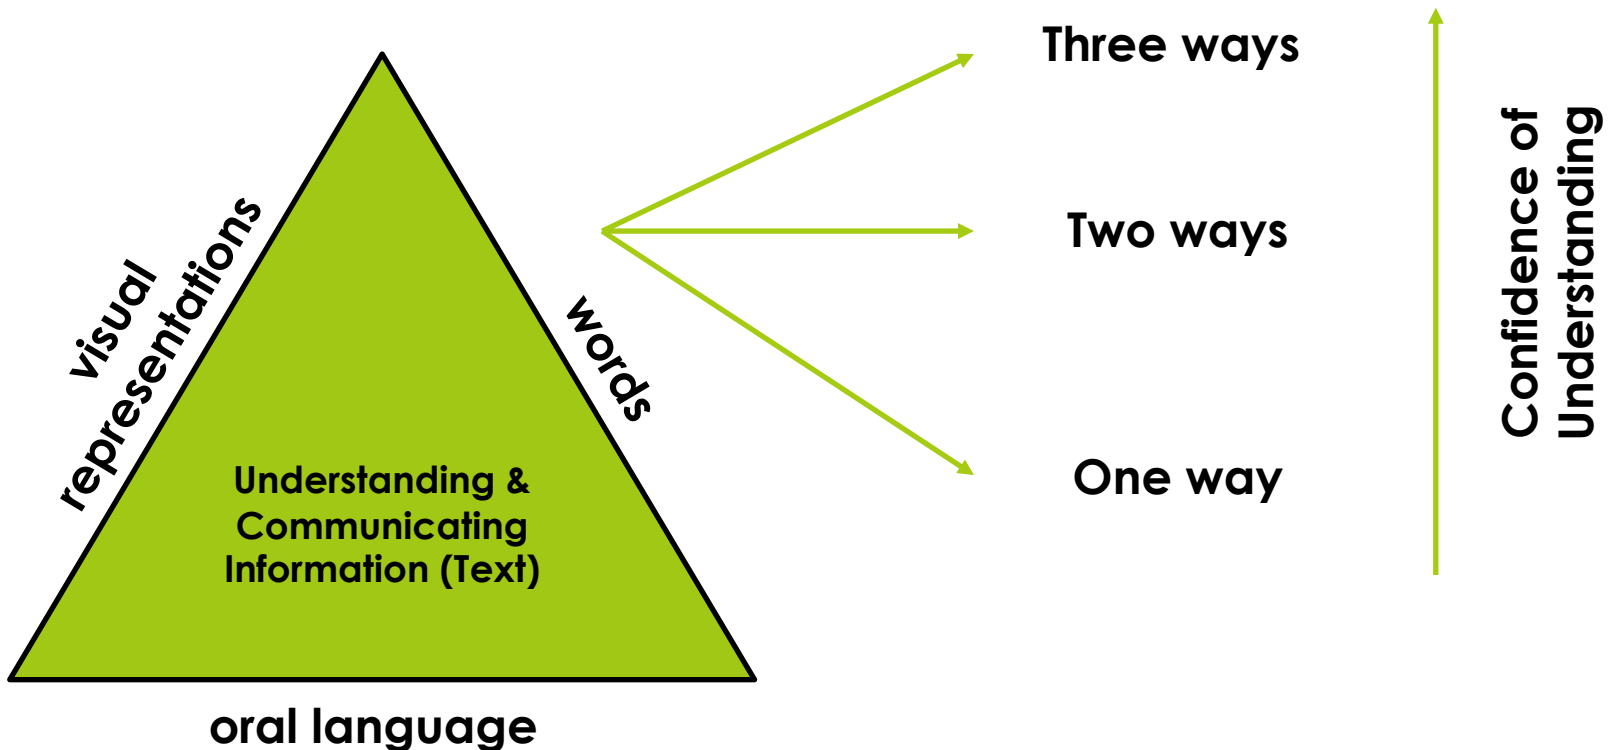 visual
representations
words
Understanding &
Communicating
Information (Text)
oral language
Three ways
Two ways
One way
Confidence of
Understanding